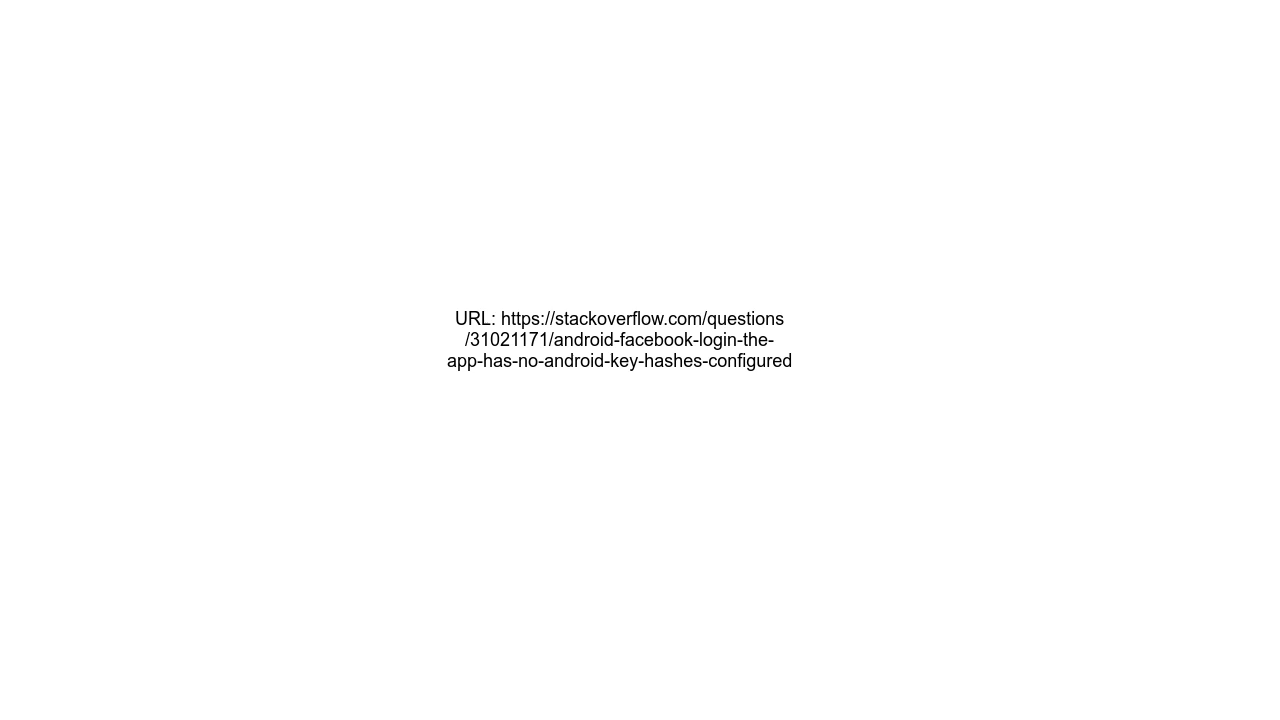 URL: https://stackoverflow.com/questions
/31021171/android-facebook-login-the-
app-has-no-android-key-hashes-configured